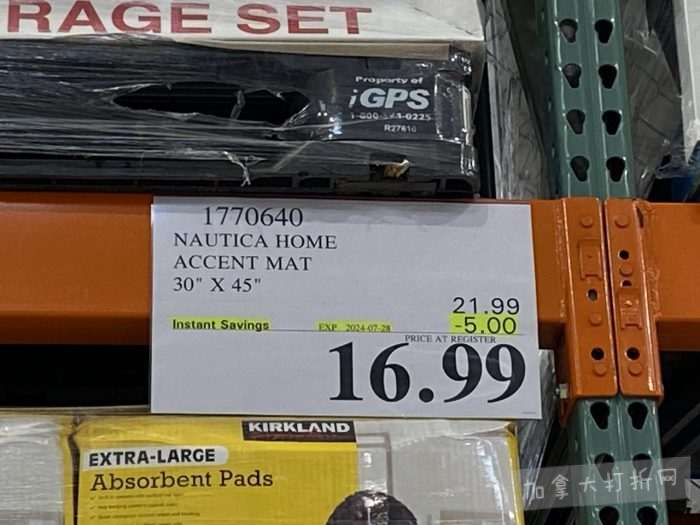 RAGE SET
Property of
iGPS
R27616
1770640
NAUTICA HOME
ACCENT MAT
30" X 45"
21.99
Instant Savings EXP. 2024-07-28 -5.00
PRICE AT REGISTER
16.99
KIRKLAND
EXTRA-LARGE
Absorbent Pads
加拿大打折网